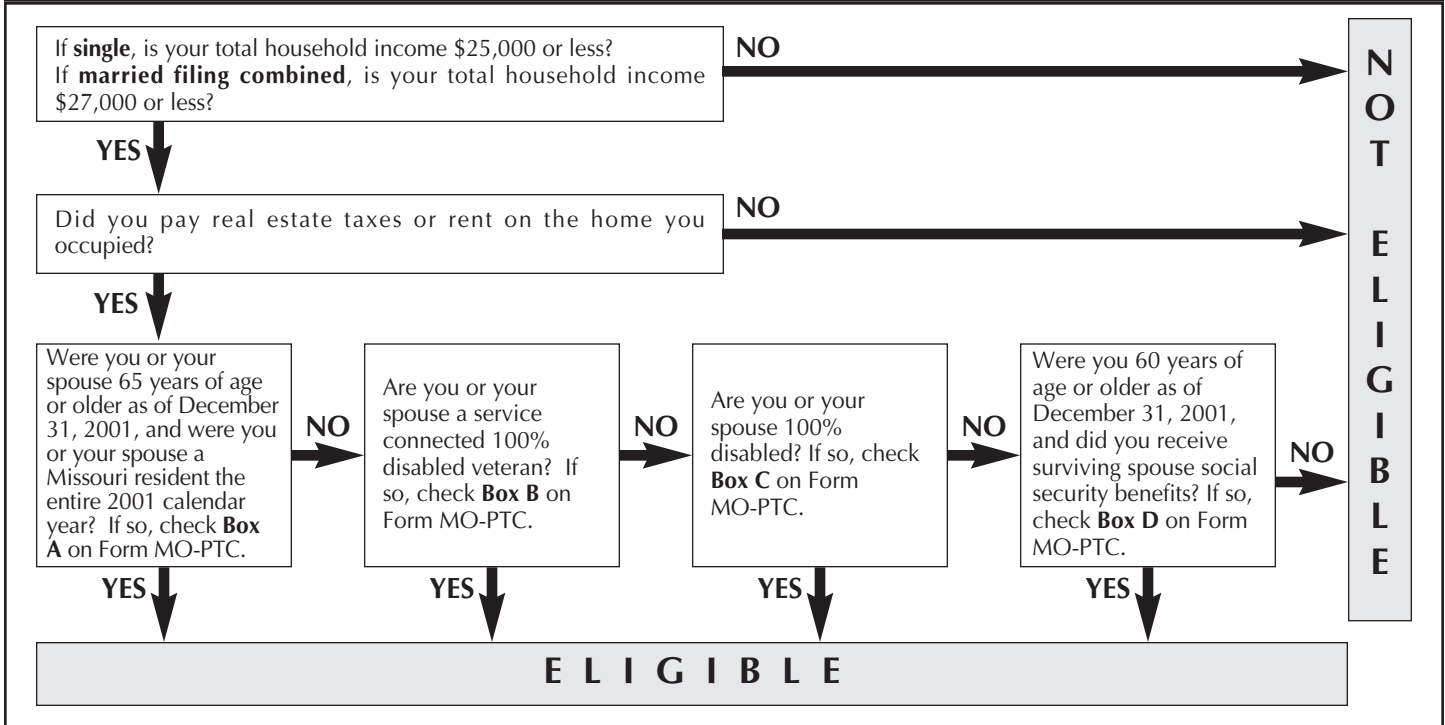 If single, is your total household income $25,000 or less?
If married filing combined, is your total household income
$27,000 or less?
NO
YES
Did you pay real estate taxes or rent on the home you
occupied?
NO
YES
Were you or your
spouse 65 years of age
or older as of December
31, 2001, and were you
or your spouse a
Missouri resident the
entire 2001 calendar
year? If so, check Box
A on Form MO-PTC.
NO
Are you or your
spouse a service
connected 100%
disabled veteran? If
so, check Box B on
Form MO-PTC.
NO
Are you or your
spouse 100%
disabled? If so, check
Box C on Form
MO-PTC.
NO
Were you 60 years of
age or older as of
December 31, 2001,
and did you receive
surviving spouse social
security benefits? If so,
check Box D on Form
MO-PTC.
NO
YES
YES
YES
YES
NOT ELIGIBLE
ELIGIBLE